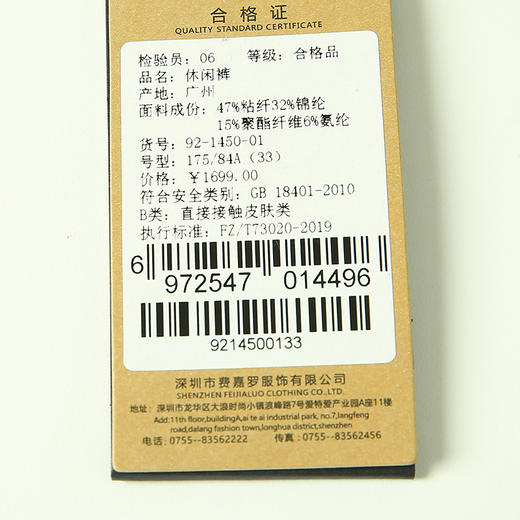 合格证
QUALITY STANDARD CERTIFICATE
检验员：06 等级：合格品
品名：休闲裤
产地：广州
面料成份：47%粘纤32%锦纶
15%聚酯纤维6%氨纶
货号：92-1450-01
号型：175/84A（33）
价格：￥1699.00
符合安全类别：GB 18401-2010
B类：直接接触皮肤类
执行标准：FZ/T73020-2019
6 972547 014496
9214500133
深圳市费嘉罗服饰有限公司
SHENZHEN FEIJIALUO CLOTHING CO.,LTD
地址：深圳市龙华区大浪时尚小镇浪峰路7号爱特爱产业园A座11楼
Add:11th floor,buildingA,ai te ai industrial park, no.7,langfeng
road,dalang fashion town,longhua district,shenzhen
电话：0755--83562222 传真：0755--83562456